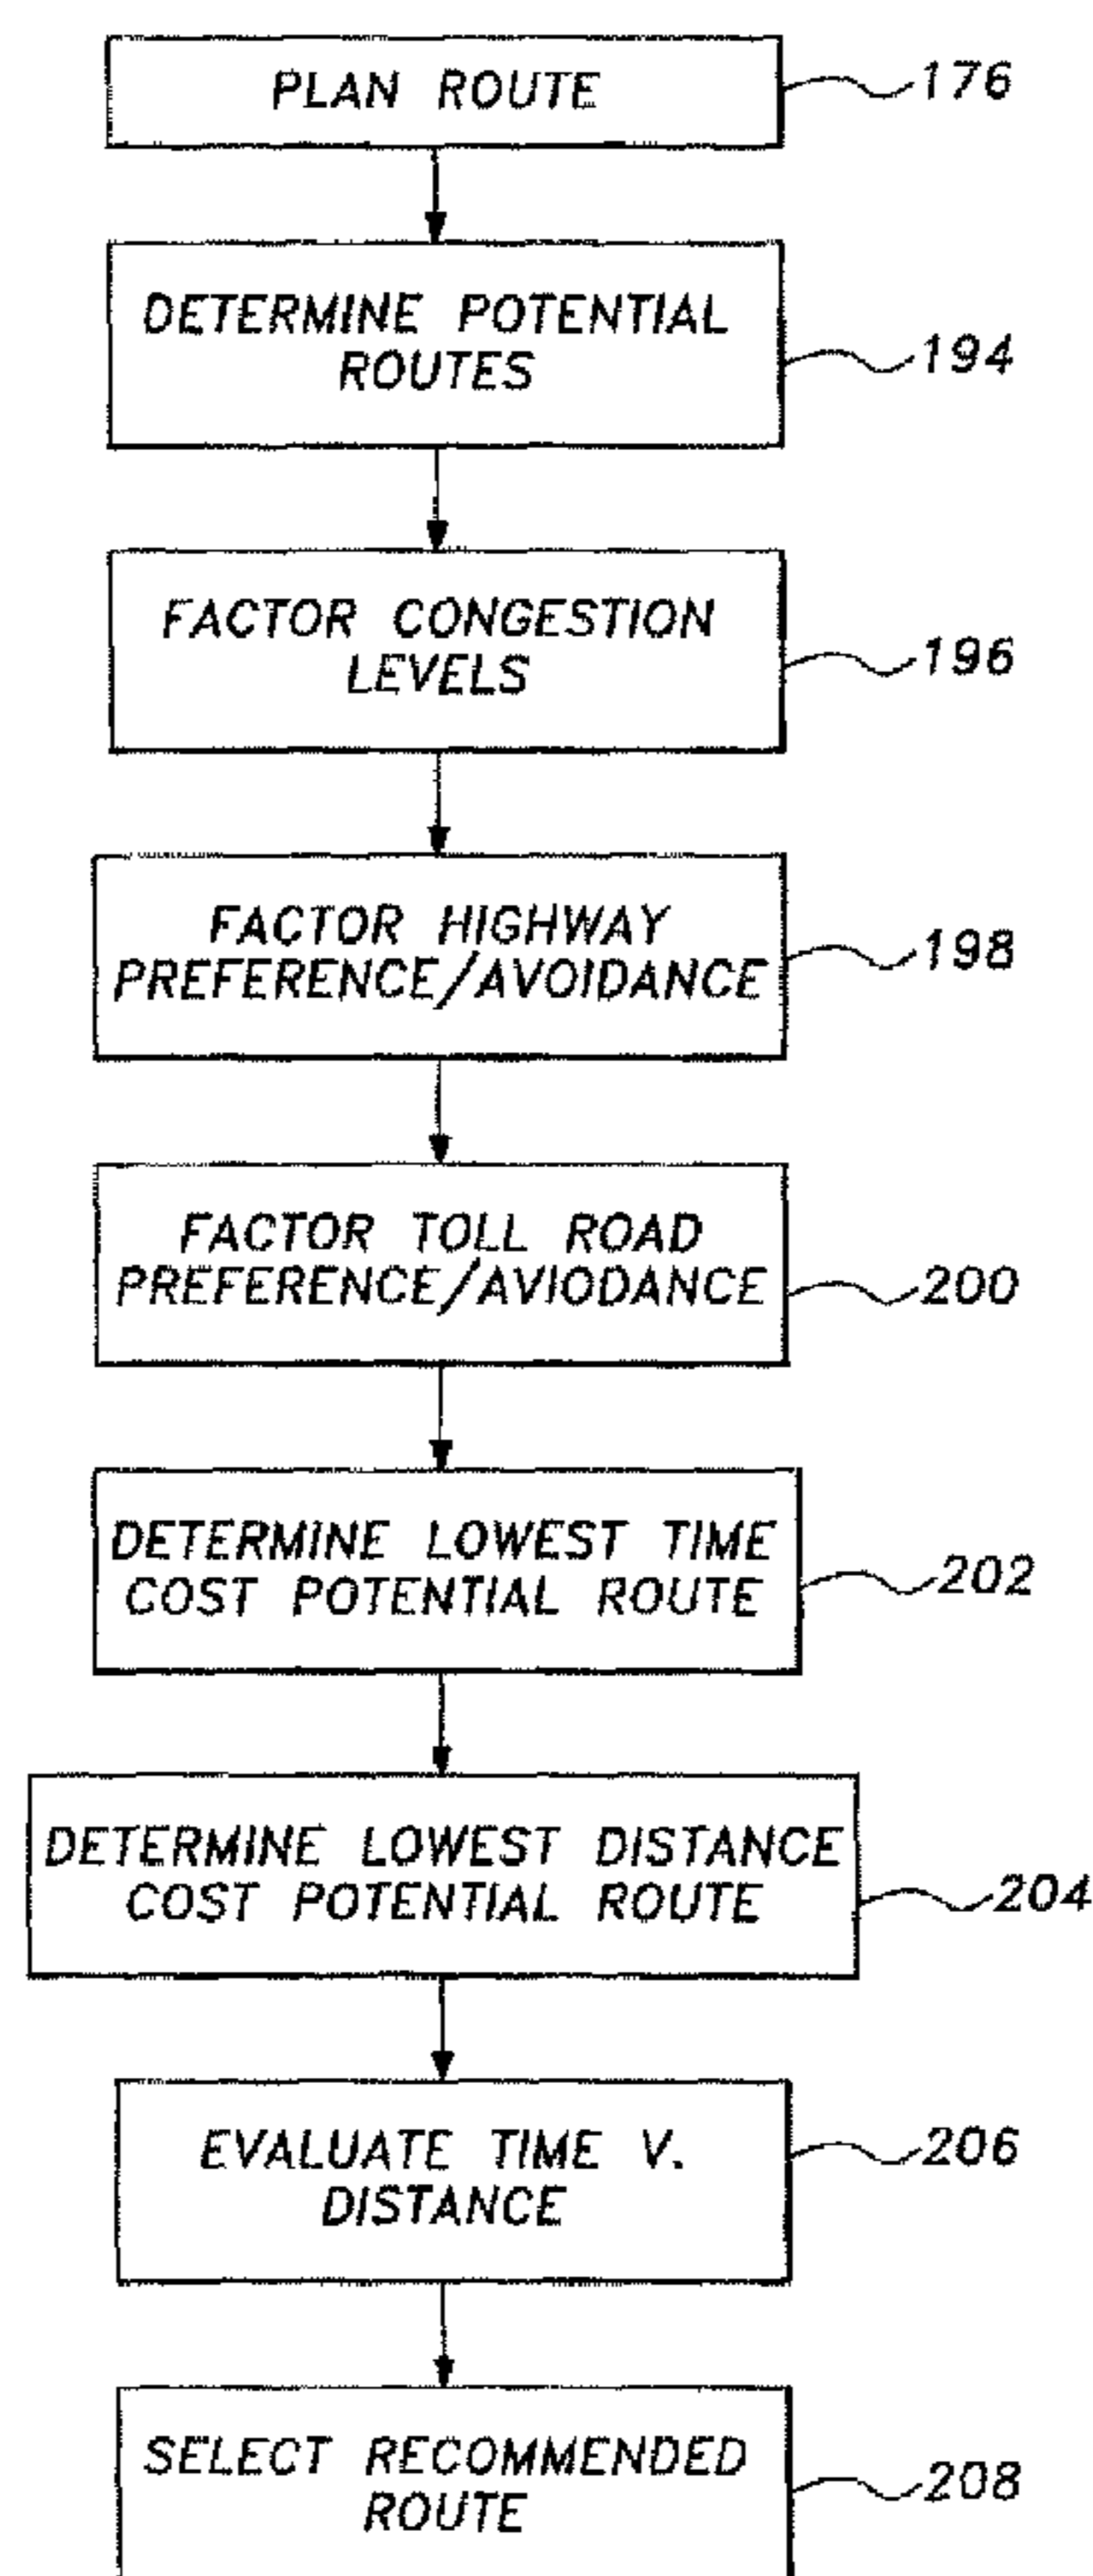 PLAN ROUTE
176
DETERMINE POTENTIAL
ROUTES
194
FACTOR CONGESTION
LEVELS
196
FACTOR HIGHWAY
PREFERENCE/AVOIDANCE
198
FACTOR TOLL ROAD
PREFERENCE/AVIODANCE
200
DETERMINE LOWEST TIME
COST POTENTIAL ROUTE
202
DETERMINE LOWEST DISTANCE
COST POTENTIAL ROUTE
204
EVALUATE TIME V.
DISTANCE
206
SELECT RECOMMENDED
ROUTE
208